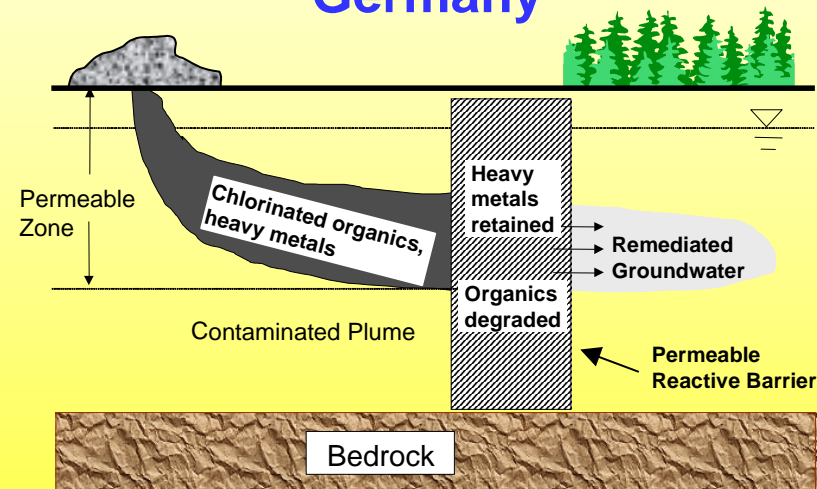 Germany
Permeable
Zone
Chlorinated organics,
heavy metals
Heavy
metals
retained
Remediated
Groundwater
Organics
degraded
Contaminated Plume
Permeable
Reactive Barrier
Bedrock